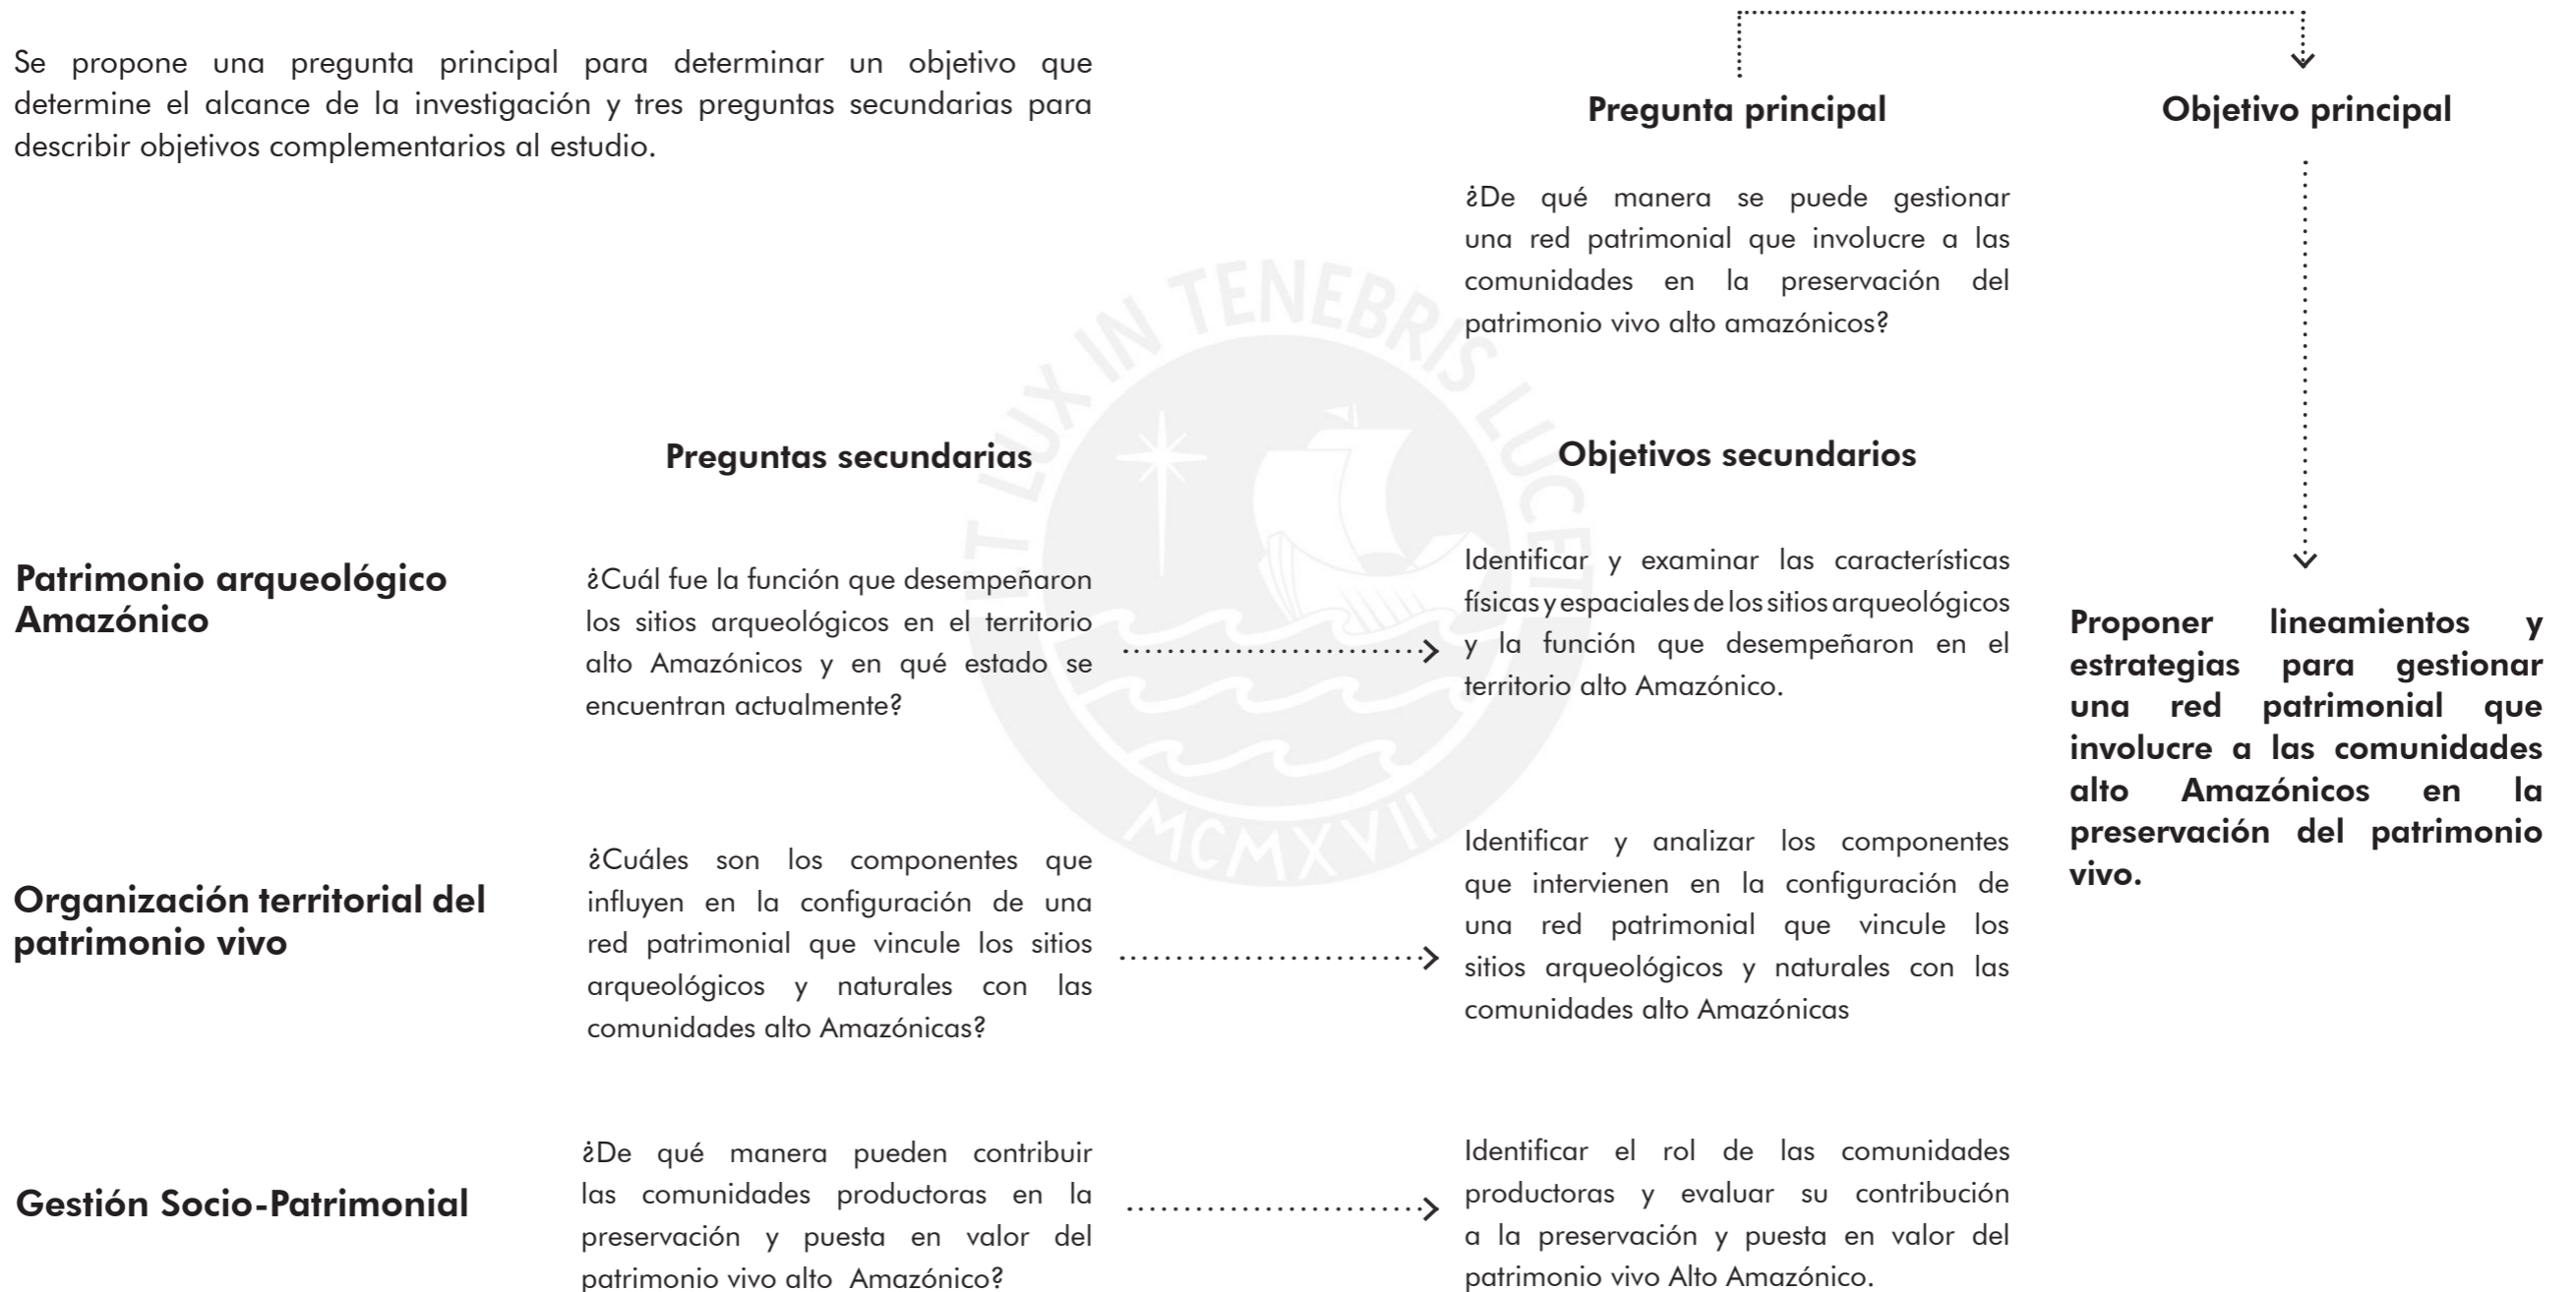 Se propone una pregunta principal para determinar un objetivo que
determine el alcance de la investigación y tres preguntas secundarias para
describir objetivos complementarios al estudio.
Pregunta principal
Objetivo principal
¿De qué manera se puede gestionar
una red patrimonial que involucre a las
comunidades en la preservación del
patrimonio vivo alto amazónicos?
Preguntas secundarias
Objetivos secundarios
Patrimonio arqueológico
Amazónico
¿Cuál fue la función que desempeñaron
los sitios arqueológicos en el territorio
alto Amazónicos y en qué estado se
encuentran actualmente?
Identificar y examinar las características
físicas y espaciales de los sitios arqueológicos
y la función que desempeñaron en el
territorio alto Amazónico.
Proponer lineamientos y
estrategias para gestionar
una red patrimonial que
involucre a las comunidades
alto Amazónicos en la
preservación del patrimonio
vivo.
Organización territorial del
patrimonio vivo
¿Cuáles son los componentes que
influyen en la configuración de una
red patrimonial que vincule los sitios
arqueológicos y naturales con las
comunidades alto Amazónicas?
Identificar y analizar los componentes
que intervienen en la configuración de
una red patrimonial que vincule los
sitios arqueológicos y naturales con las
comunidades alto Amazónicas
Gestión Socio-Patrimonial
¿De qué manera pueden contribuir
las comunidades productoras en la
preservación y puesta en valor del
patrimonio vivo alto Amazónico?
Identificar el rol de las comunidades
productoras y evaluar su contribución
a la preservación y puesta en valor del
patrimonio vivo Alto Amazónico.
ET LUX IN TENEBRIS LUCET
MCMXVII